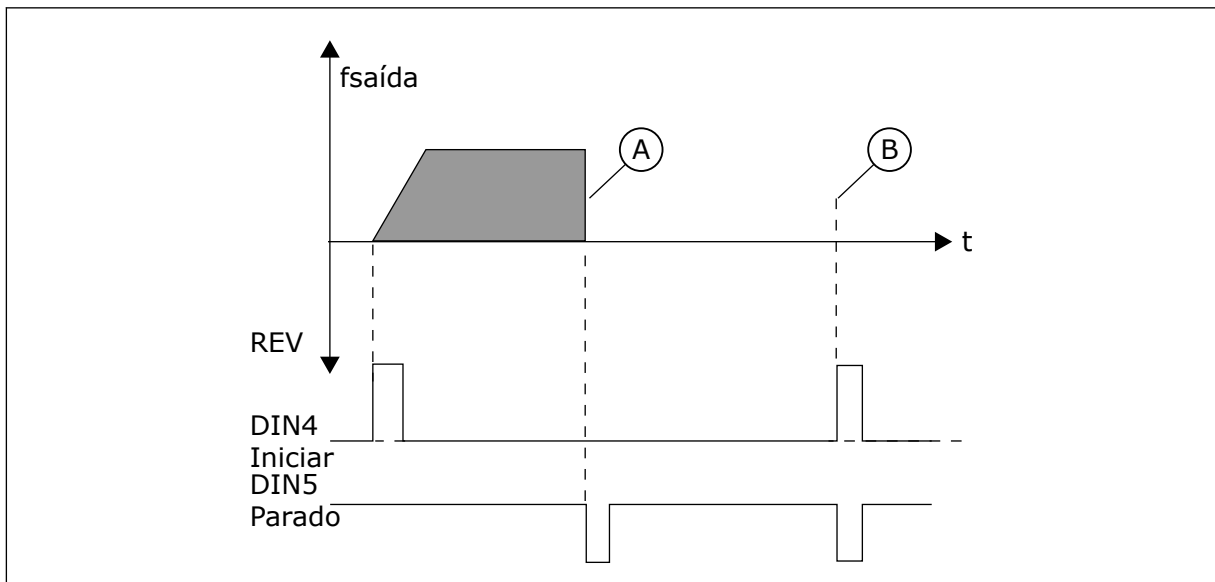 fsaída
A
B
t
REV
DIN4
Iniciar
DIN5
Parado